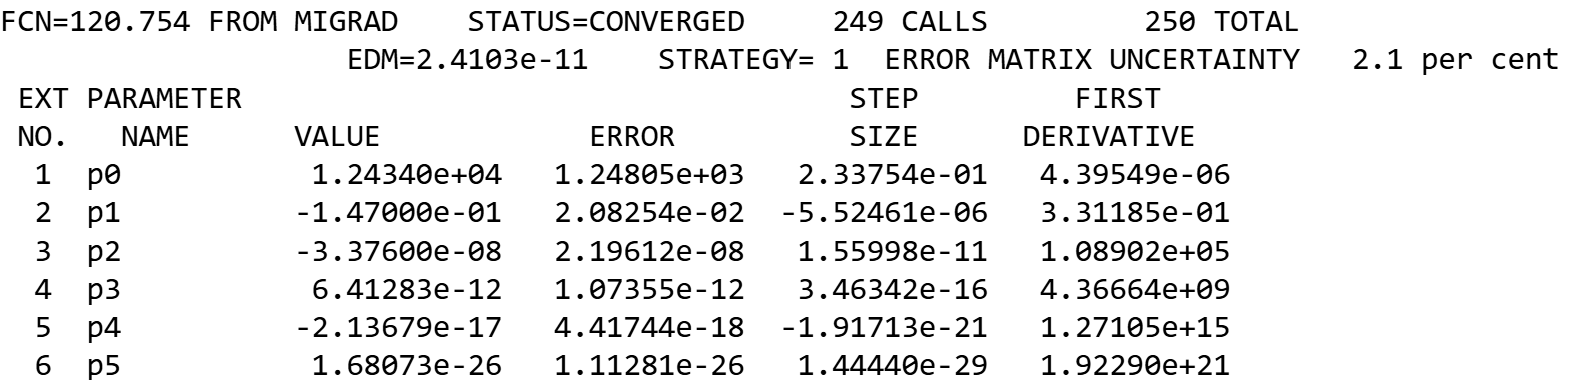 FCN=120.754 FROM MIGRAD    STATUS=CONVERGED     249 CALLS         250 TOTAL
                    EDM=2.4103e-11    STRATEGY= 1  ERROR MATRIX UNCERTAINTY   2.1 per cent
 EXT PARAMETER                                   STEP         FIRST
 NO.   NAME      VALUE            ERROR          SIZE      DERIVATIVE
  1  p0           1.24340e+04   1.24805e+03   2.33754e-01   4.39549e-06
  2  p1          -1.47000e-01   2.08254e-02  -5.52461e-06   3.31185e-01
  3  p2          -3.37600e-08   2.19612e-08   1.55998e-11   1.08902e+05
  4  p3           6.41283e-12   1.07355e-12   3.46342e-16   4.36664e+09
  5  p4          -2.13679e-17   4.41744e-18  -1.91713e-21   1.27105e+15
  6  p5           1.68073e-26   1.11281e-26   1.44440e-29   1.92290e+21